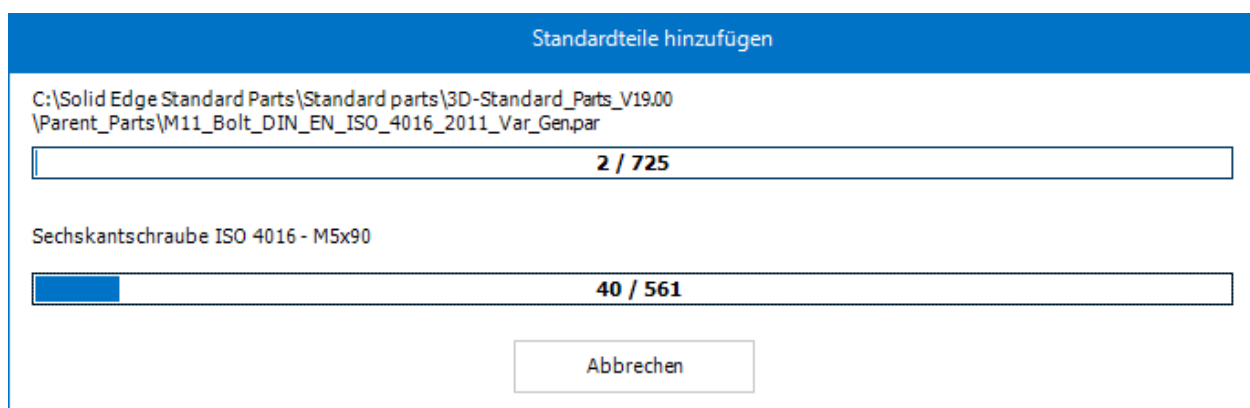 Standardteile hinzufügen
C:\Solid Edge Standard Parts\Standard parts\3D-Standard_Parts_V19.00
\Parent_Parts\M11_Bolt_DIN_EN_ISO_4016_2011_Var_Gen.par
2 / 725
Sechskantschraube ISO 4016 - M5x90
40 / 561
Abbrechen